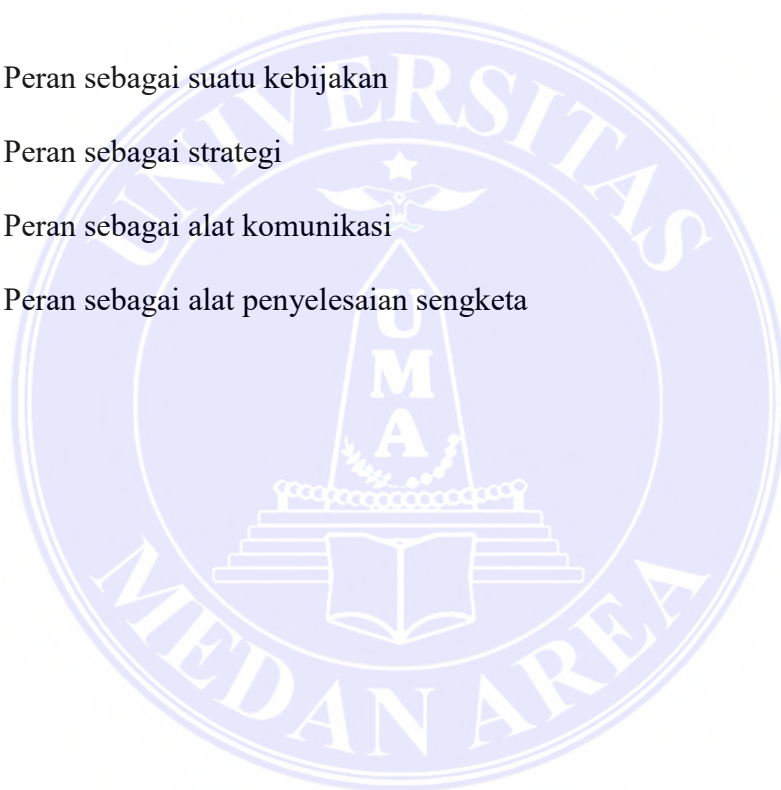 Peran sebagai suatu kebijakan
Peran sebagai strategi
Peran sebagai alat komunikasi
Peran sebagai alat penyelesaian sengketa
UNIVERSITAS
UMA
MEDAN AREA